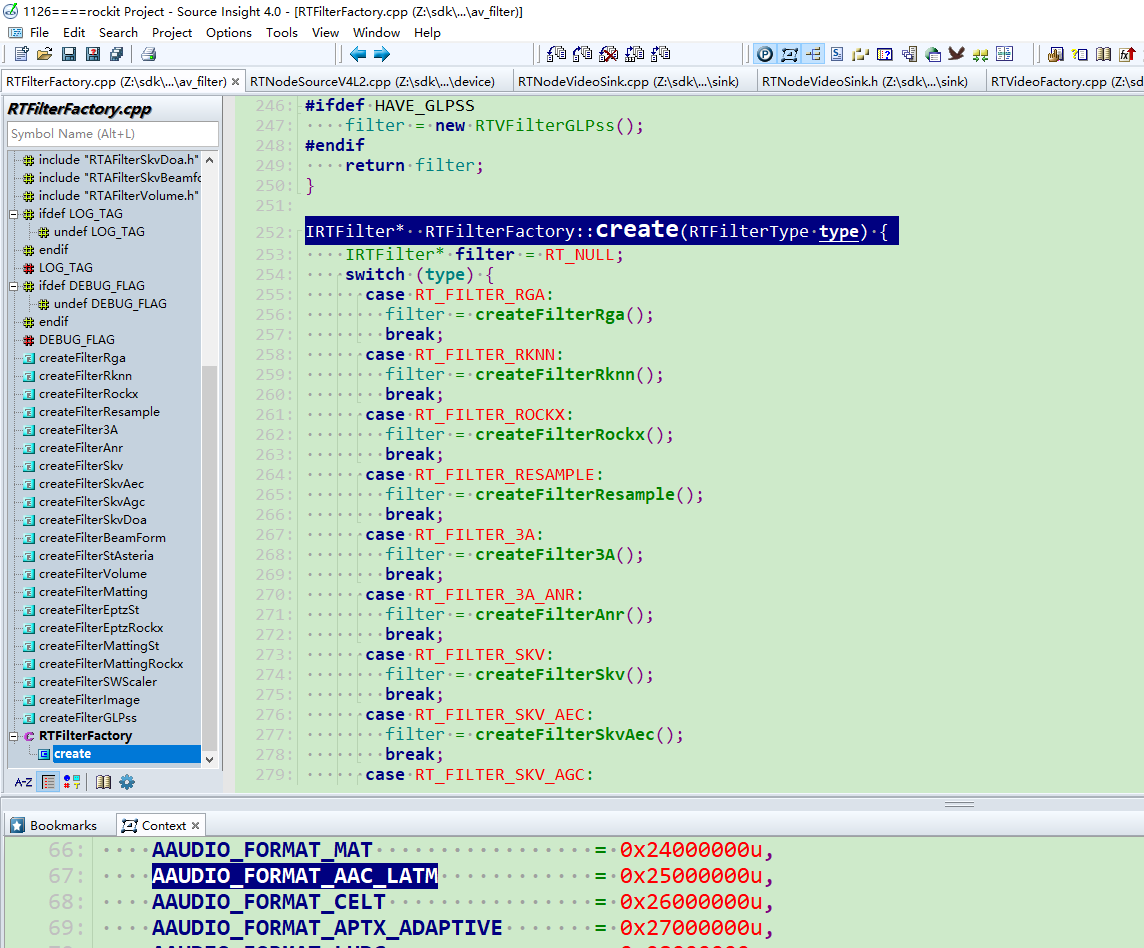 1126====rockit Project - Source Insight 4.0 - [RTFilterFactory.cpp (Z:\sdk\...\av_filter)]
File Edit Search Project Options Tools View Window Help
RTFilterFactory.cpp (Z:\sdk\...\av_filter) × RTNodeSourceV4L2.cpp (Z:\sdk\...\device) RTNodeVideoSink.cpp (Z:\sdk\...\sink) RTNodeVideoSink.h (Z:\sdk\...\sink) RTVideoFactory.cpp (Z:\sd
RTFilterFactory.cpp
Symbol Name (Alt+L)
include "RTAFilterSkvDoa.h"
include "RTAFilterSkvBeamfo
include "RTAFilterVolume.h"
ifdef LOG_TAG
undef LOG_TAG
endif
LOG_TAG
ifdef DEBUG_FLAG
undef DEBUG_FLAG
endif
DEBUG_FLAG
createFilterRga
createFilterRknn
createFilterRockx
createFilterResample
createFilter3A
createFilterAnr
createFilterSkv
createFilterSkvAec
createFilterSkvAgc
createFilterSkvDoa
createFilterBeamForm
createFilterStAsteria
createFilterVolume
createFilterMatting
createFilterEptzSt
createFilterEptzRockx
createFilterMattingSt
createFilterMattingRockx
createFilterSWScaler
createFilterImage
createFilterGLPss
RTFilterFactory
create
A-Z
246: #ifdef HAVE_GLPSS
247: filter = new RTVFilterGLPss();
248: #endif
249: return filter;
250: }
251:
252: IRTFilter* RTFilterFactory::create(RTFilterType type) {
253: IRTFilter* filter = RT_NULL;
254: switch (type) {
255: case RT_FILTER_RGA:
256: filter = createFilterRga();
257: break;
258: case RT_FILTER_RKNN:
259: filter = createFilterRknn();
260: break;
261: case RT_FILTER_ROCKX:
262: filter = createFilterRockx();
263: break;
264: case RT_FILTER_RESAMPLE:
265: filter = createFilterResample();
266: break;
267: case RT_FILTER_3A:
268: filter = createFilter3A();
269: break;
270: case RT_FILTER_3A_ANR:
271: filter = createFilterAnr();
272: break;
273: case RT_FILTER_SKV:
274: filter = createFilterSkv();
275: break;
276: case RT_FILTER_SKV_AEC:
277: filter = createFilterSkvAec();
278: break;
279: case RT_FILTER_SKV_AGC:
Bookmarks Context ×
66: AAUDIO_FORMAT_MAT = 0x24000000u,
67: AAUDIO_FORMAT_AAC_LATM = 0x25000000u,
68: AAUDIO_FORMAT_CELT = 0x26000000u,
69: AAUDIO_FORMAT_APTX_ADAPTIVE = 0x27000000u,